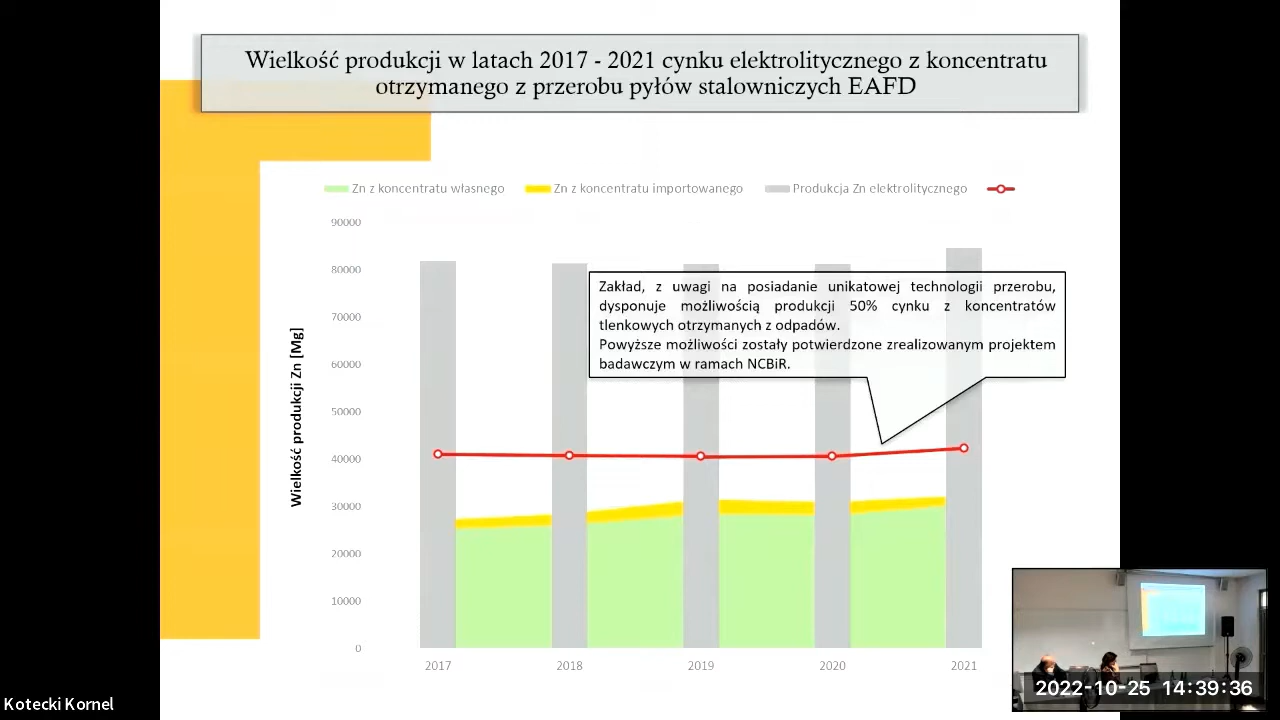 Wielkość produkcji w latach 2017 - 2021 cynku elektrolitycznego z koncentratu
otrzymanego z przerobu pyłów stalowniczych EAFD
Zn z koncentratu własnego
Zn z koncentratu importowanego
Produkcja Zn elektrolitycznego
90000
80000
70000
60000
50000
40000
30000
20000
10000
0
Wielkość produkcji Zn [Mg]
Zakład, z uwagi na posiadanie unikatowej technologii przerobu,
dysponuje możliwością produkcji 50% cynku z koncentratów
tlenkowych otrzymanych z odpadów.
Powyższe możliwości zostały potwierdzone zrealizowanym projektem
badawczym w ramach NCBiR.
2017
2018
2019
2020
2021
2022-10-25 14:39:36
Kotecki Kornel